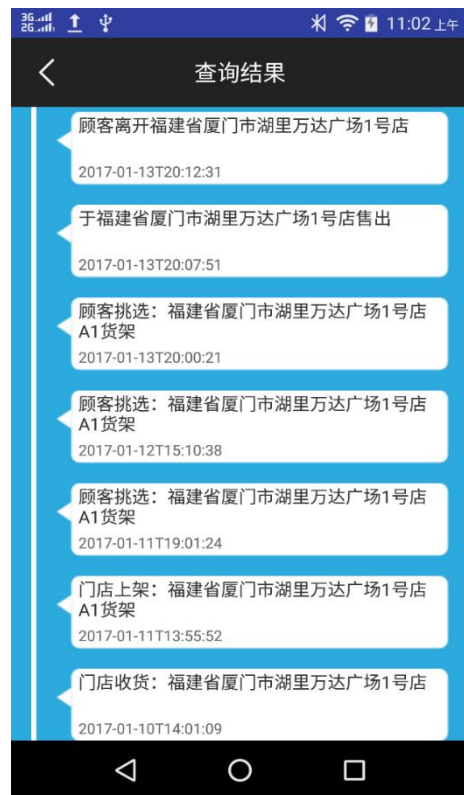 3G
2G
11:02 上午
查询结果
顾客离开福建省厦门市湖里万达广场1号店
2017-01-13T20:12:31
于福建省厦门市湖里万达广场1号店售出
2017-01-13T20:07:51
顾客挑选：福建省厦门市湖里万达广场1号店
A1货架
2017-01-13T20:00:21
顾客挑选：福建省厦门市湖里万达广场1号店
A1货架
2017-01-12T15:10:38
顾客挑选：福建省厦门市湖里万达广场1号店
A1货架
2017-01-11T19:01:24
门店上架：福建省厦门市湖里万达广场1号店
A1货架
2017-01-11T13:55:52
门店收货：福建省厦门市湖里万达广场1号店
2017-01-10T14:01:09